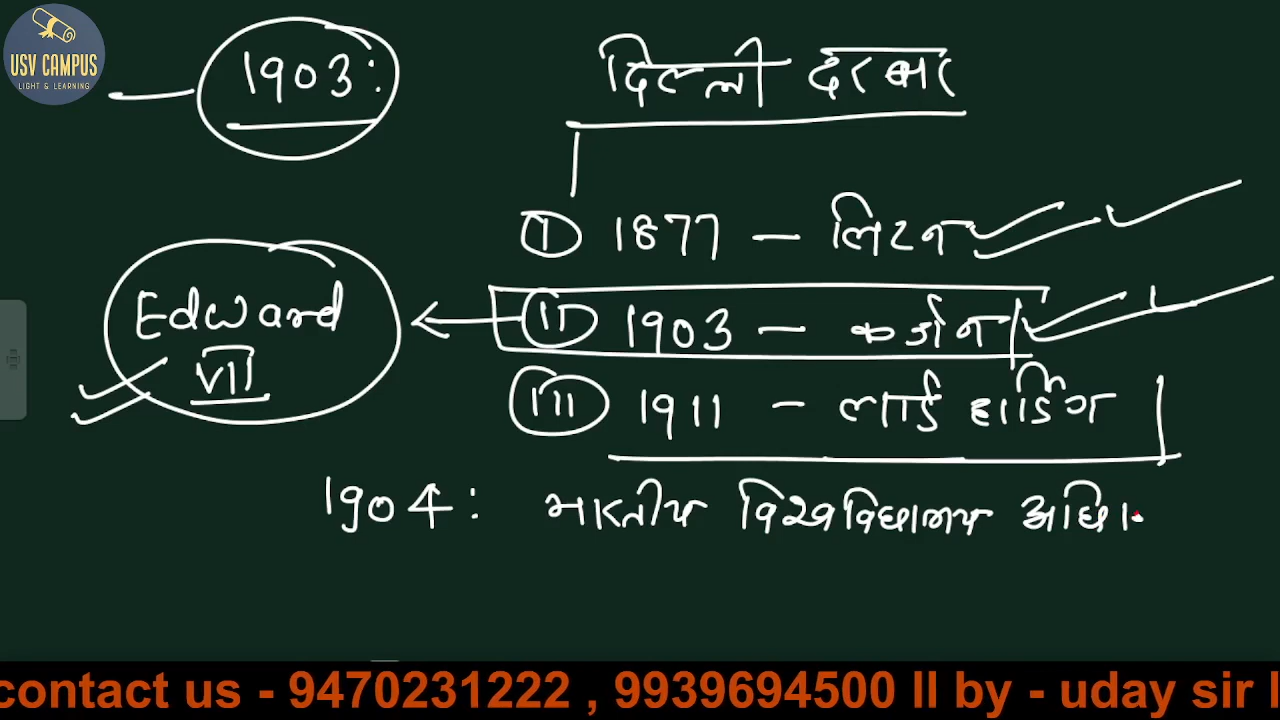 USV CAMPUS
LIGHT & LEARNING
1903: दिल्ली दरबार
I 1877 - लिटन
Edward VII
II 1903 - कर्जन
III 1911 - लार्ड हार्डिंग
1904: भारतीय विश्वविद्यालय अधि
contact us - 9470231222 , 9939694500 ll by - uday sir